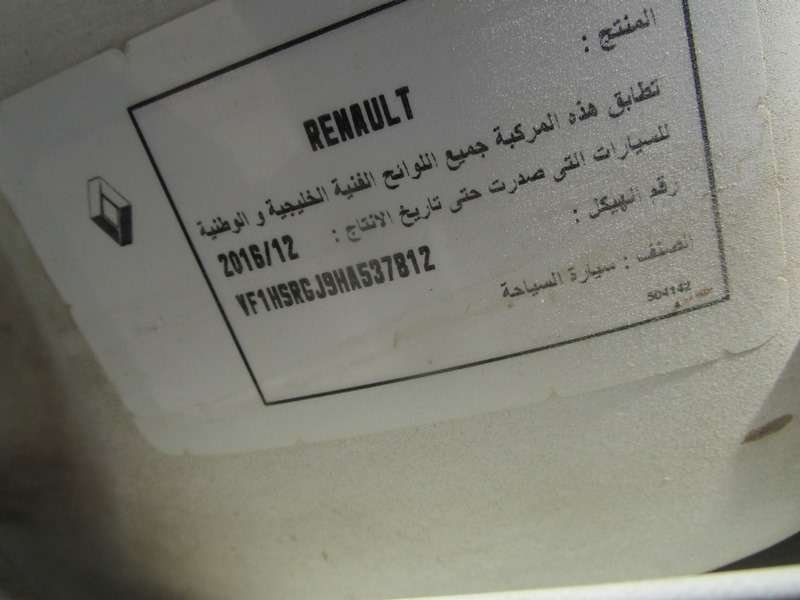 المنتج : RENAULT
تطابق هذه المركبة جميع اللوائح الفنية الخليجية و الوطنية
للسيارات التى صدرت حتى تاريخ الانتاج : 2016/12
رقم الهيكل : VF1HSRGJ9HA537812
الصنف : سيارة السياحة
504142